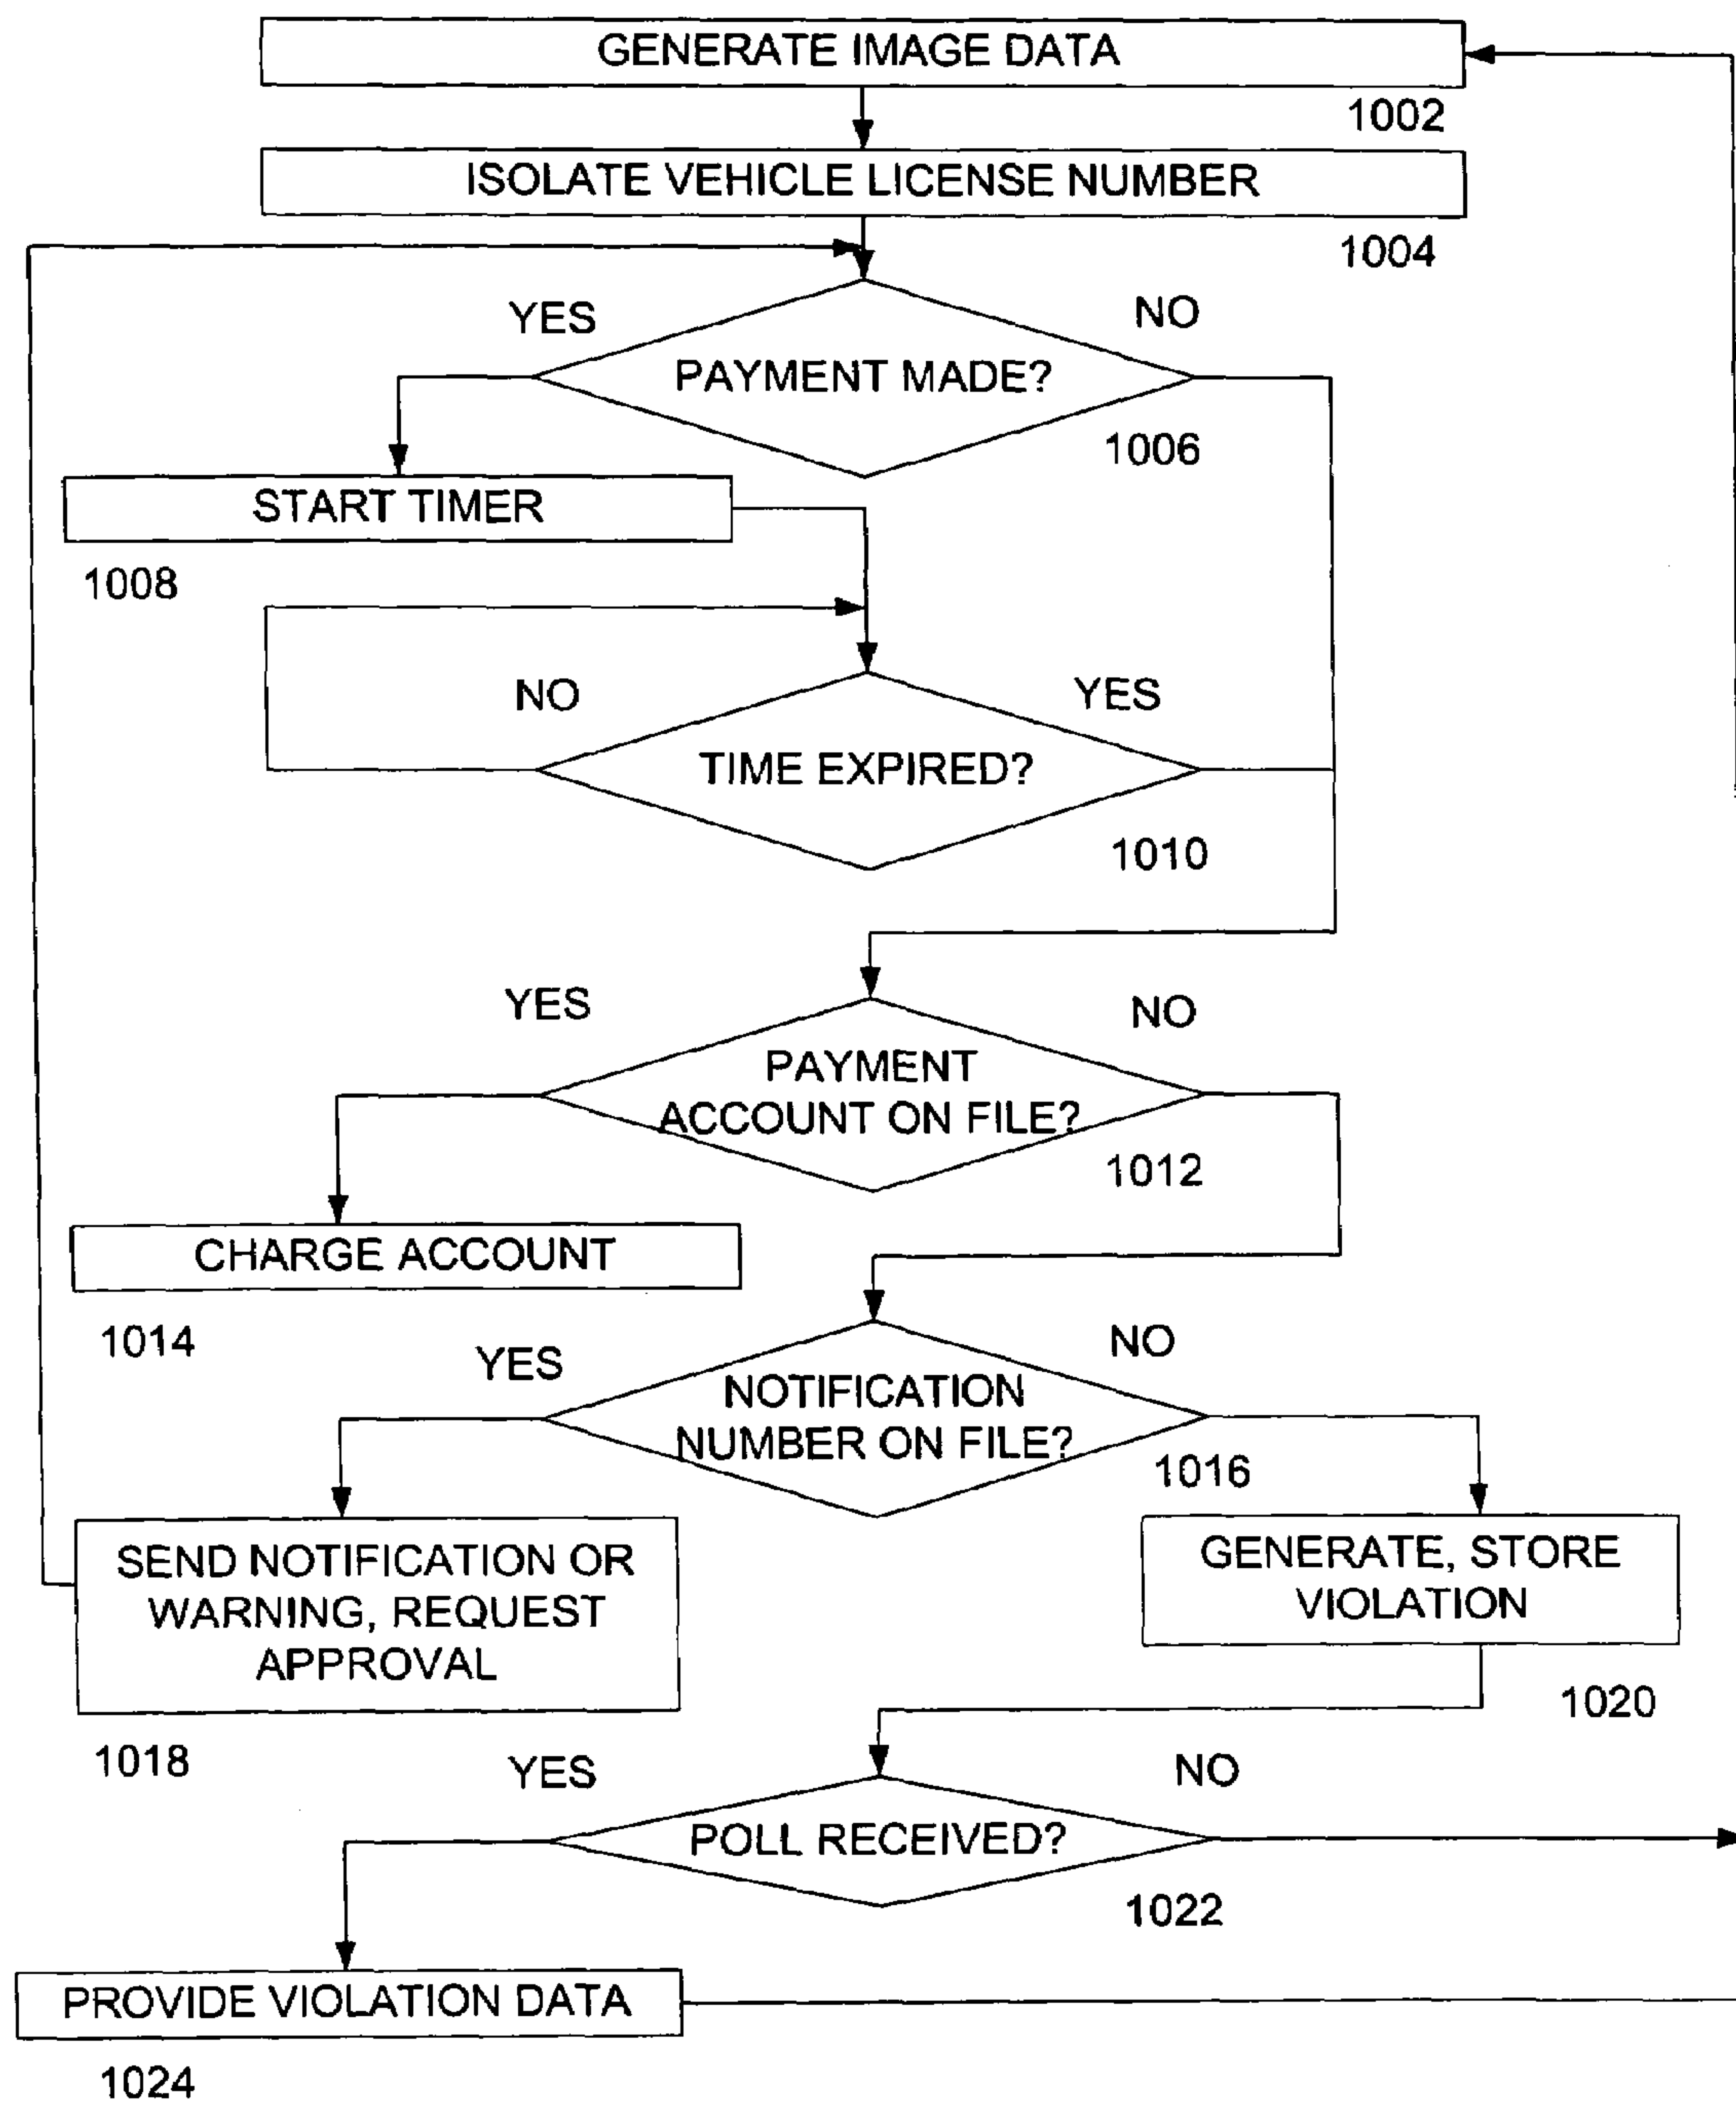 GENERATE IMAGE DATA
1002
ISOLATE VEHICLE LICENSE NUMBER
1004
YES
NO
PAYMENT MADE?
1006
START TIMER
1008
NO
YES
TIME EXPIRED?
1010
YES
NO
PAYMENT
ACCOUNT ON FILE?
1012
CHARGE ACCOUNT
1014
YES
NO
NOTIFICATION
NUMBER ON FILE?
1016
SEND NOTIFICATION OR
WARNING, REQUEST
APPROVAL
1018
GENERATE, STORE
VIOLATION
1020
YES
NO
POLL RECEIVED?
1022
PROVIDE VIOLATION DATA
1024